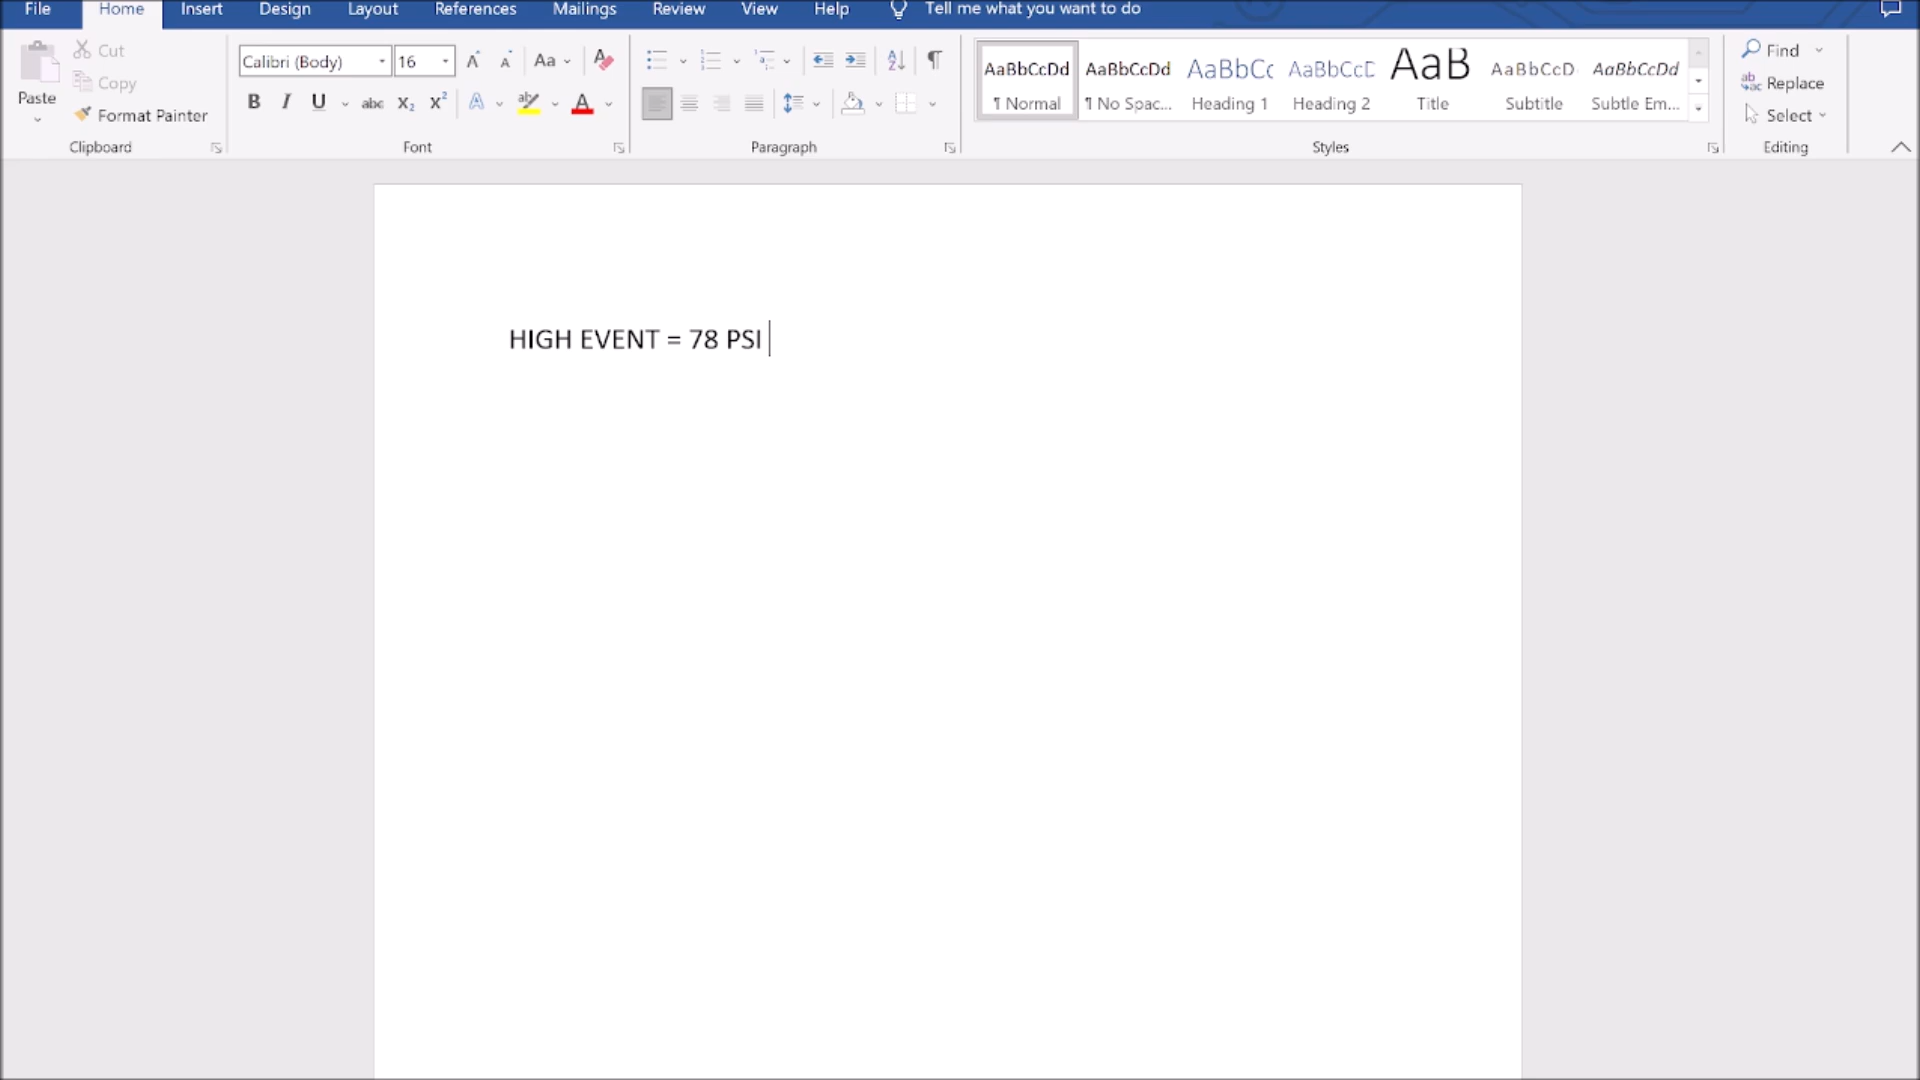 File Home Insert Design Layout References Mailings Review View Help Tell me what you want to do
Paste
Cut
Copy
Format Painter
Clipboard
Calibri (Body) 16
Font
Paragraph
AaBbCcDd AaBbCcDd AaBbCc AaBbCcD AaB AaBbCcD AaBbCcDd
¶ Normal ¶ No Spac... Heading 1 Heading 2 Title Subtitle Subtle Em...
Styles
Find
Replace
Select
Editing
HIGH EVENT = 78 PSI